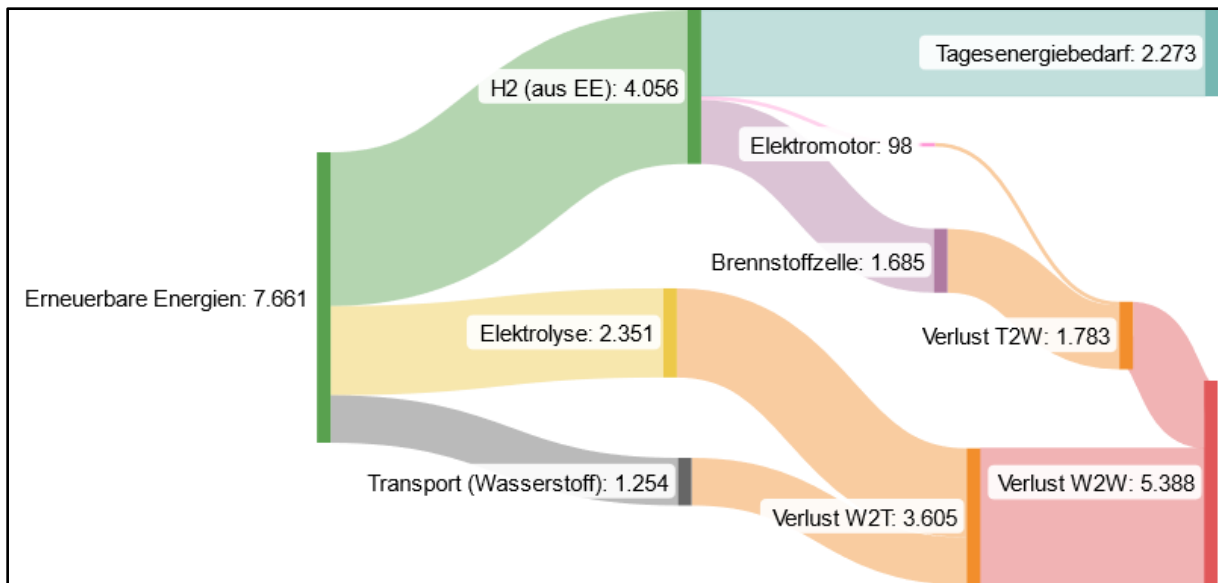 Tagesenergiebedarf: 2.273
H2 (aus EE): 4.056
Elektromotor: 98
Brennstoffzelle: 1.685
Erneuerbare Energien: 7.661
Elektrolyse: 2.351
Verlust T2W: 1.783
Transport (Wasserstoff): 1.254
Verlust W2W: 5.388
Verlust W2T: 3.605